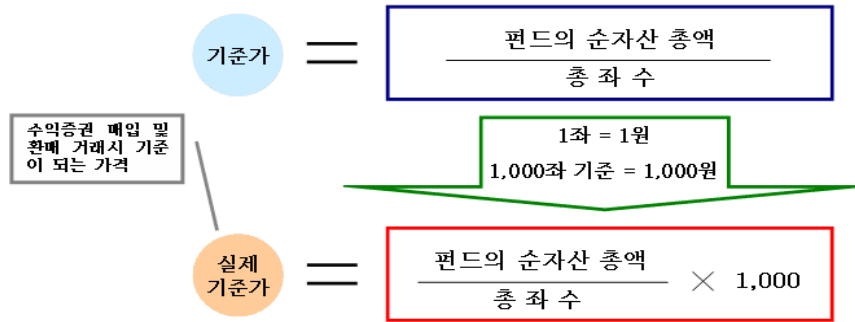 기준가
=
펀드의 순자산 총액
총 좌 수
수익증권 매입 및
환매 거래시 기준
이 되는 가격
1좌 = 1원
1,000좌 기준 = 1,000원
실제
기준가
=
펀드의 순자산 총액
총 좌 수
× 1,000